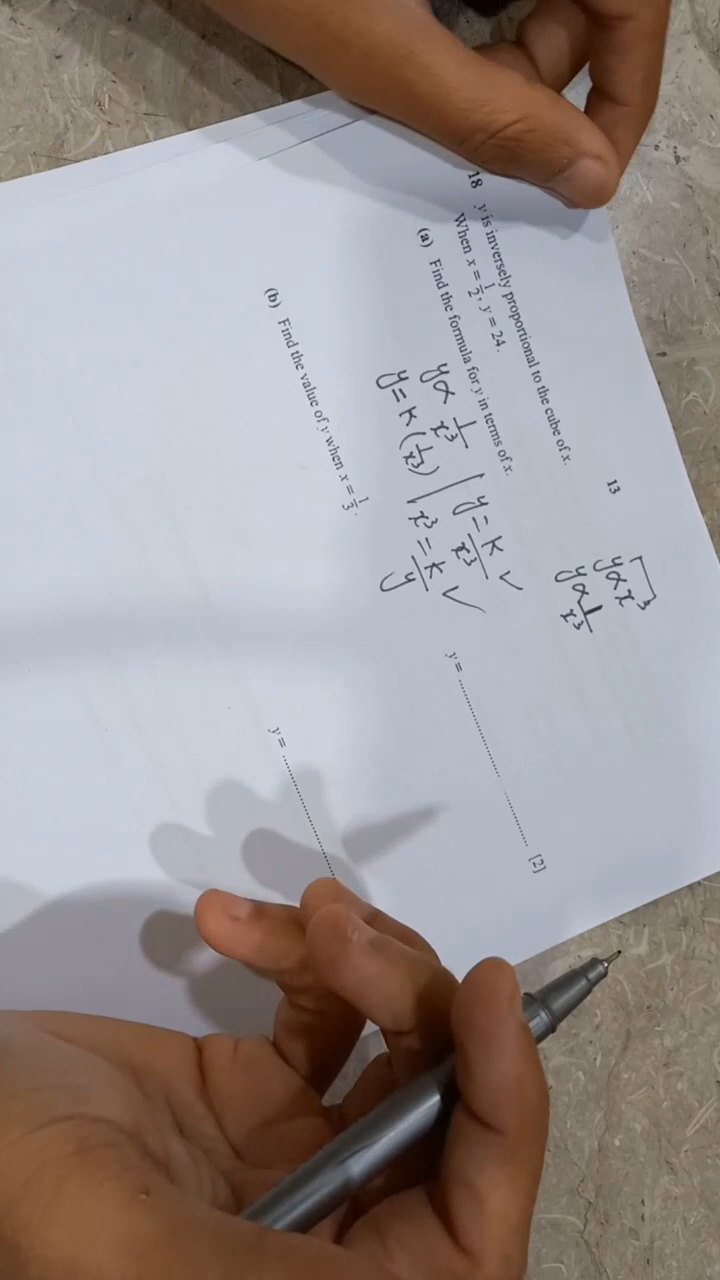 13
18 y is inversely proportional to the cube of x.
When x = 1/2, y = 24.
y ∝ x³
y ∝ 1/x³
(a) Find the formula for y in terms of x.
y ∝ 1/x³ | y = k/x³ ✓
y = k(1/x³) | x³ = k/y ✓
y = ........................................ [2]
(b) Find the value of y when x = 1/3.
y = ........................................